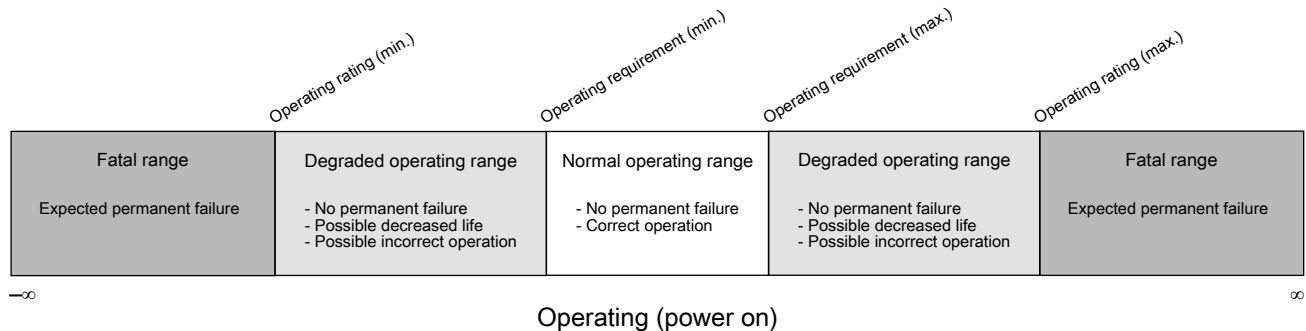 Operating rating (min.)
Operating requirement (min.)
Operating requirement (max.)
Operating rating (max.)
Fatal range
Expected permanent failure
Degraded operating range
- No permanent failure
- Possible decreased life
- Possible incorrect operation
Normal operating range
- No permanent failure
- Correct operation
Degraded operating range
- No permanent failure
- Possible decreased life
- Possible incorrect operation
Fatal range
Expected permanent failure
–∞
∞
Operating (power on)